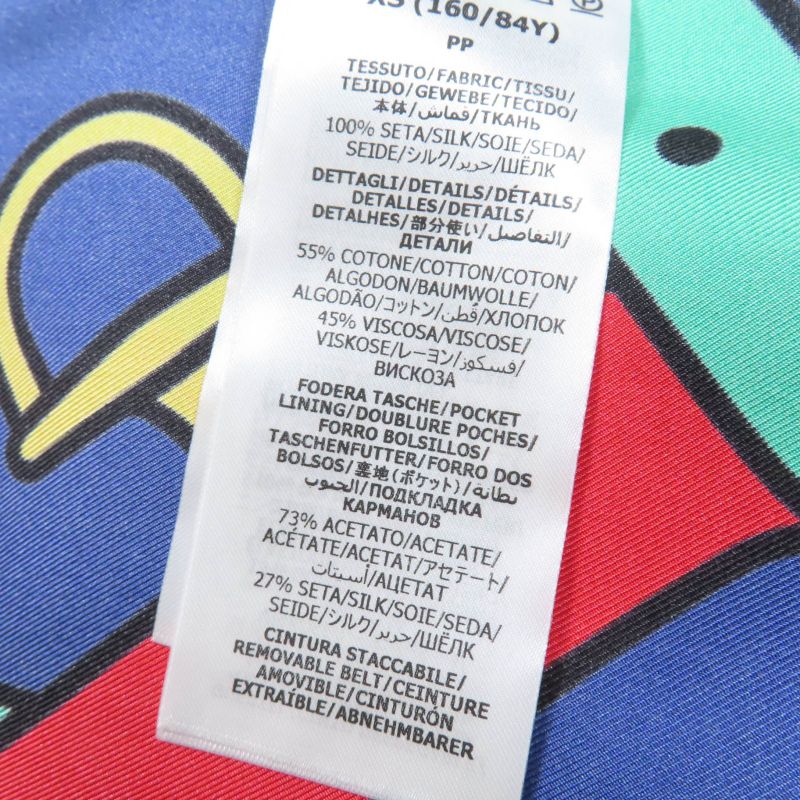 XS (160/84Y)
PP
TESSUTO/FABRIC/TISSU/
TEJIDO/GEWEBE/TECIDO/
本体/قماش/ТКАНЬ
100% SETA/SILK/SOIE/SEDA/
SEIDE/シルク/حرير/ШЁЛК
DETTAGLI/DETAILS/DÉTAILS/
DETALLES/DETAILS/
DETALHES/部分使い/التفاصيل/
ДЕТАЛИ
55% COTONE/COTTON/COTON/
ALGODON/BAUMWOLLE/
ALGODÃO/コットン/قطن/ХЛОПОК
45% VISCOSA/VISCOSE/
VISKOSE/レーヨン/فسكوز/
ВИСКОЗА
FODERA TASCHE/POCKET
LINING/DOUBLURE POCHES/
FORRO BOLSILLOS/
TASCHENFUTTER/FORRO DOS
BOLSOS/裏地(ポケット)/بطانة
الجيوب/ПОДКЛАДКА
КАРМАНОВ
73% ACETATO/ACETATE/
ACÉTATE/ACETAT/アセテート/
أسيتات/АЦЕТАТ
27% SETA/SILK/SOIE/SEDA/
SEIDE/シルク/حرير/ШЁЛК
CINTURA STACCABILE/
REMOVABLE BELT/CEINTURE
AMOVIBLE/CINTURÓN
EXTRAÍBLE/ABNEHMBARER